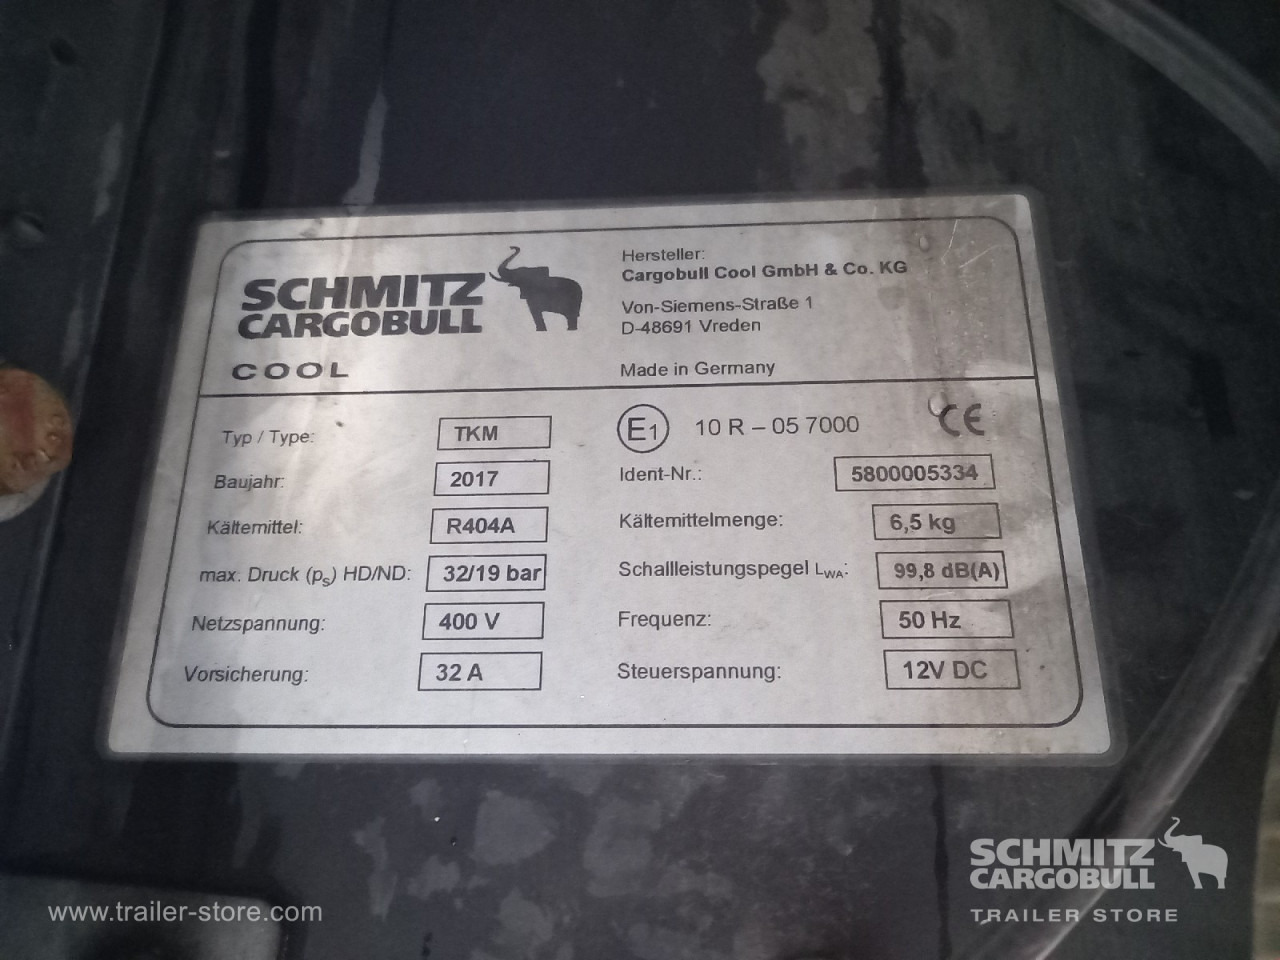 SCHMITZ
CARGOBULL
COOL
Hersteller:
Cargobull Cool GmbH & Co. KG
Von-Siemens-Straße 1
D-48691 Vreden
Made in Germany
Typ / Type: TKM
E1 10 R – 05 7000 CE
Baujahr: 2017
Ident-Nr.: 5800005334
Kältemittel: R404A
Kältemittelmenge: 6,5 kg
max. Druck (ps) HD/ND: 32/19 bar
Schallleistungspegel LWA: 99,8 dB(A)
Netzspannung: 400 V
Frequenz: 50 Hz
Vorsicherung: 32 A
Steuerspannung: 12V DC
www.trailer-store.com
SCHMITZ
CARGOBULL
TRAILER STORE